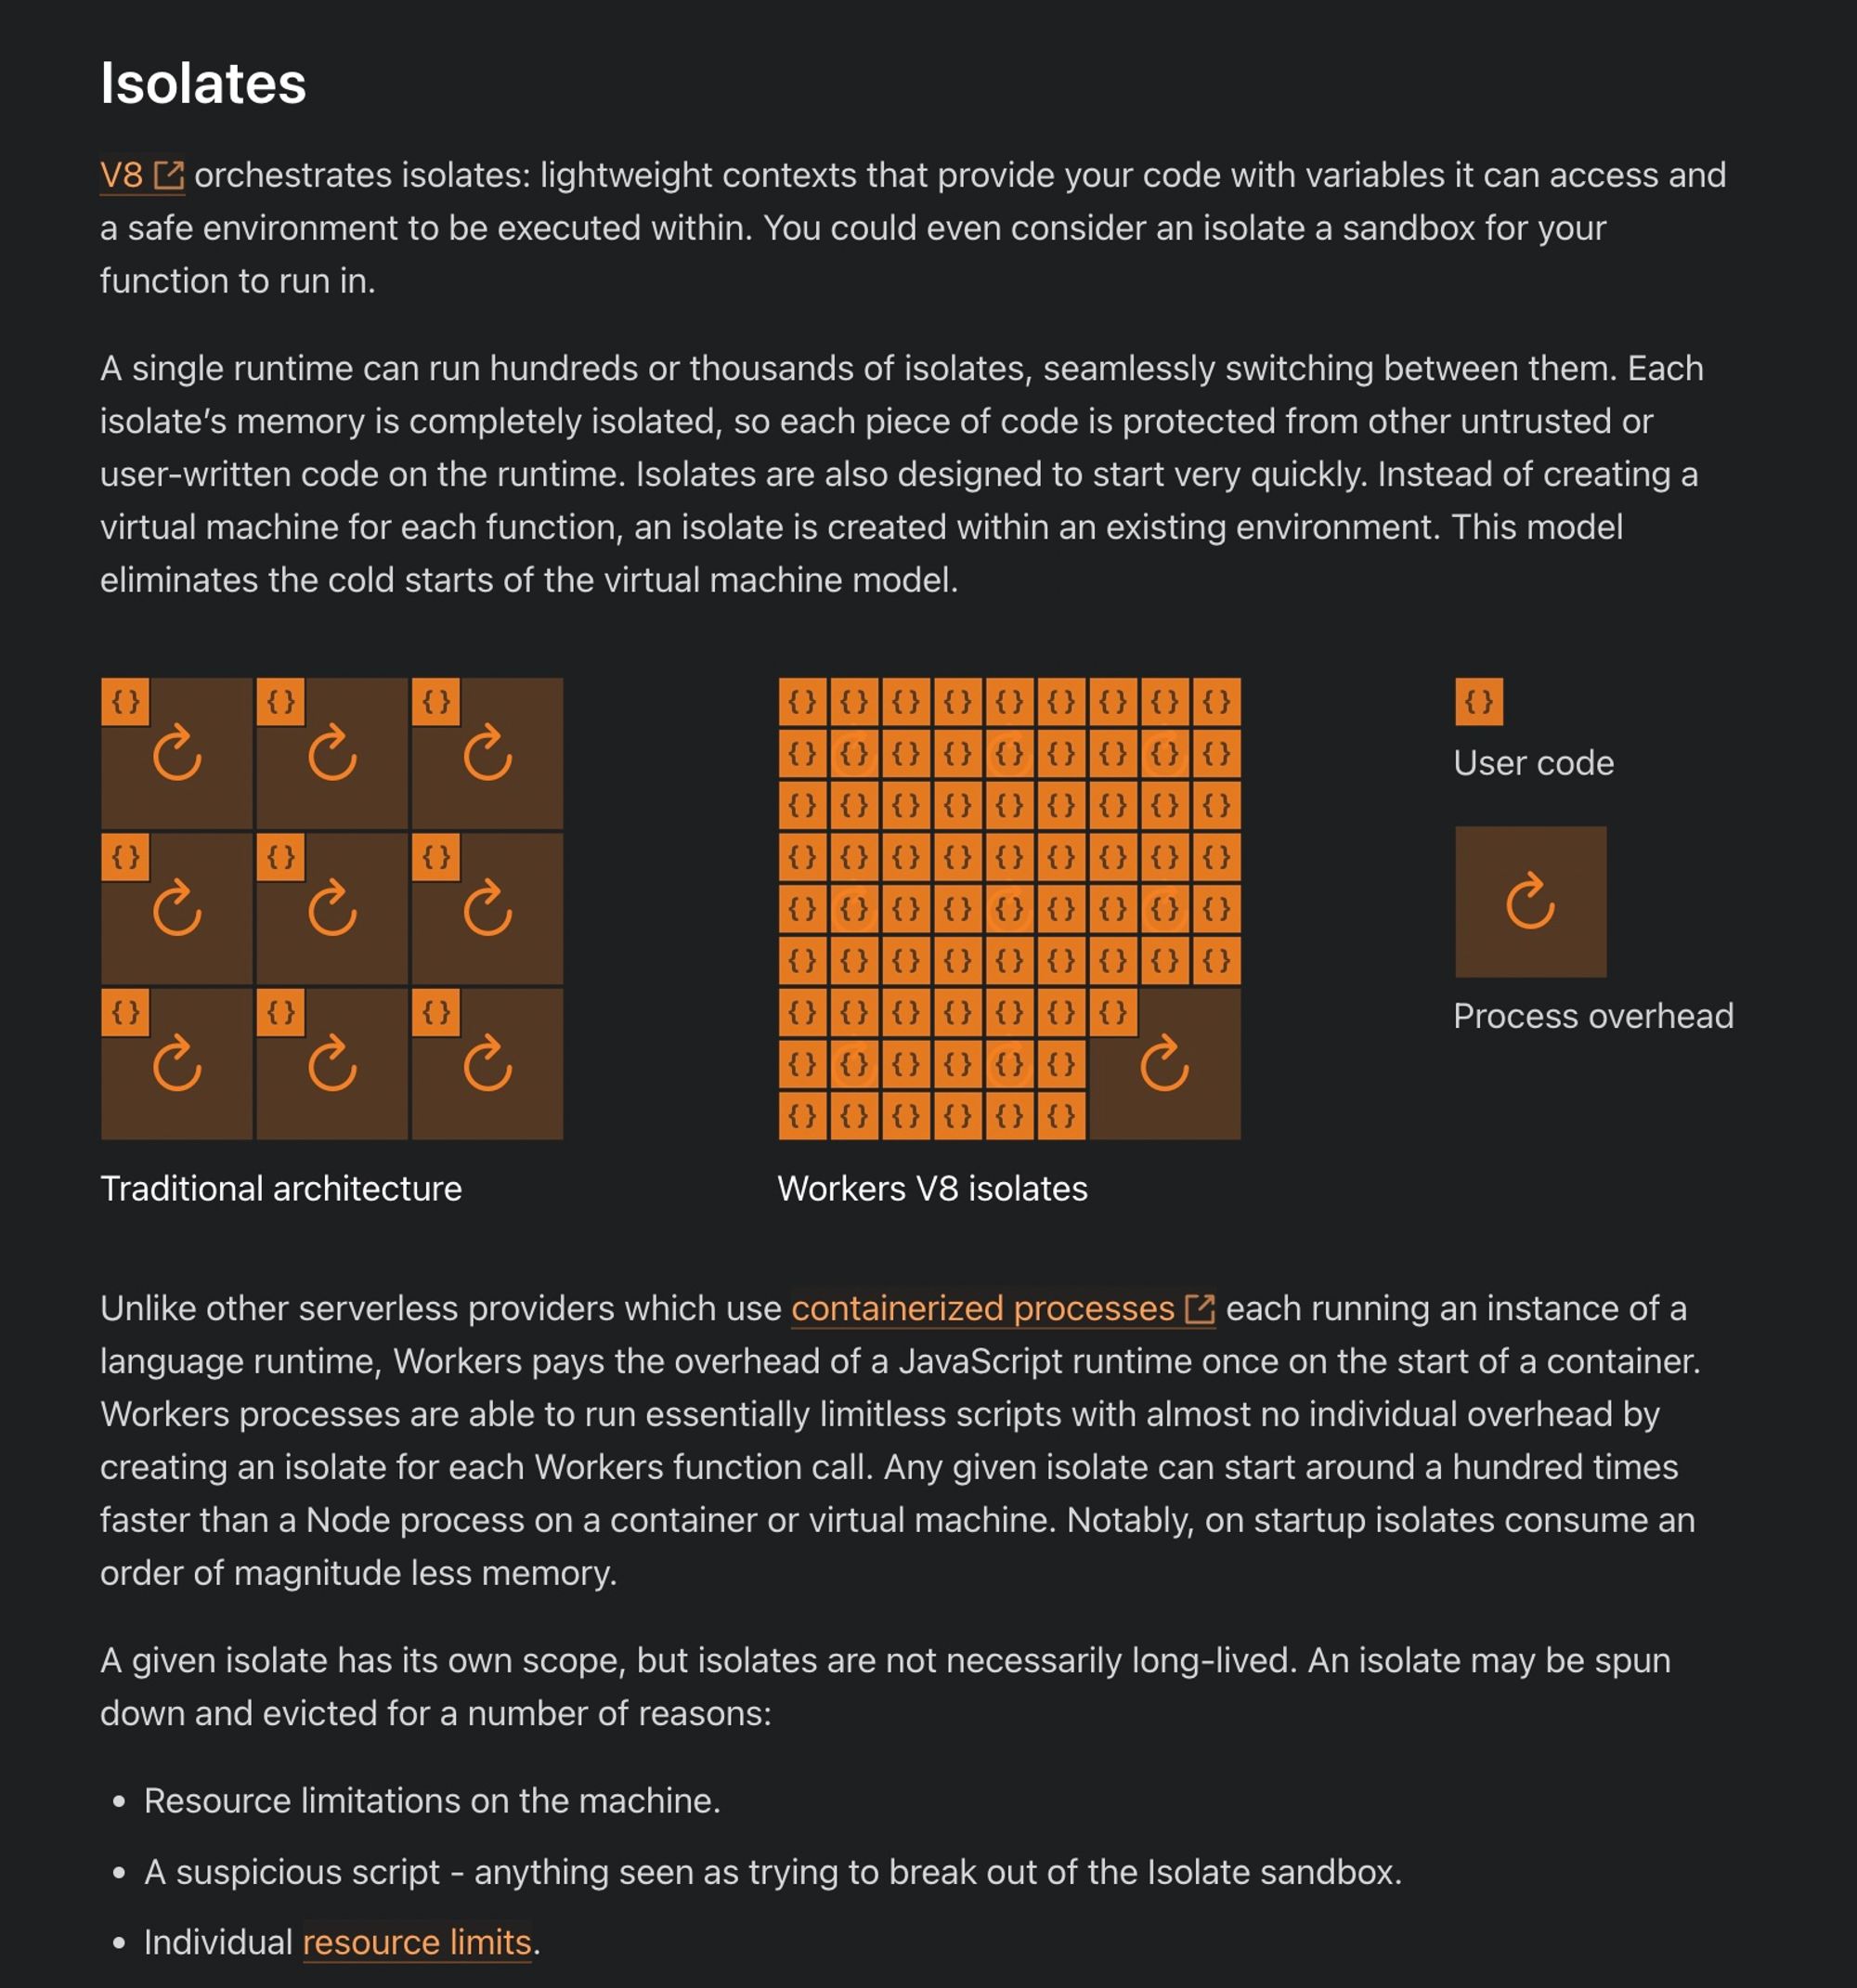 Isolates
V8 orchestrates isolates: lightweight contexts that provide your code with variables it can access and
a safe environment to be executed within. You could even consider an isolate a sandbox for your
function to run in.
A single runtime can run hundreds or thousands of isolates, seamlessly switching between them. Each
isolate’s memory is completely isolated, so each piece of code is protected from other untrusted or
user-written code on the runtime. Isolates are also designed to start very quickly. Instead of creating a
virtual machine for each function, an isolate is created within an existing environment. This model
eliminates the cold starts of the virtual machine model.
{} {} {}
{} {} {}
{} {} {}
Traditional architecture
{} {} {} {} {} {} {} {} {}
{} {} {} {} {} {} {} {} {}
{} {} {} {} {} {} {} {} {}
{} {} {} {} {} {} {} {} {}
{} {} {} {} {} {} {} {} {}
{} {} {} {} {} {} {} {} {}
{} {} {} {} {} {} {}
{} {} {} {} {} {}
{} {} {} {} {} {}
Workers V8 isolates
{}
User code
Process overhead
Unlike other serverless providers which use containerized processes each running an instance of a
language runtime, Workers pays the overhead of a JavaScript runtime once on the start of a container.
Workers processes are able to run essentially limitless scripts with almost no individual overhead by
creating an isolate for each Workers function call. Any given isolate can start around a hundred times
faster than a Node process on a container or virtual machine. Notably, on startup isolates consume an
order of magnitude less memory.
A given isolate has its own scope, but isolates are not necessarily long-lived. An isolate may be spun
down and evicted for a number of reasons:
• Resource limitations on the machine.
• A suspicious script - anything seen as trying to break out of the Isolate sandbox.
• Individual resource limits.